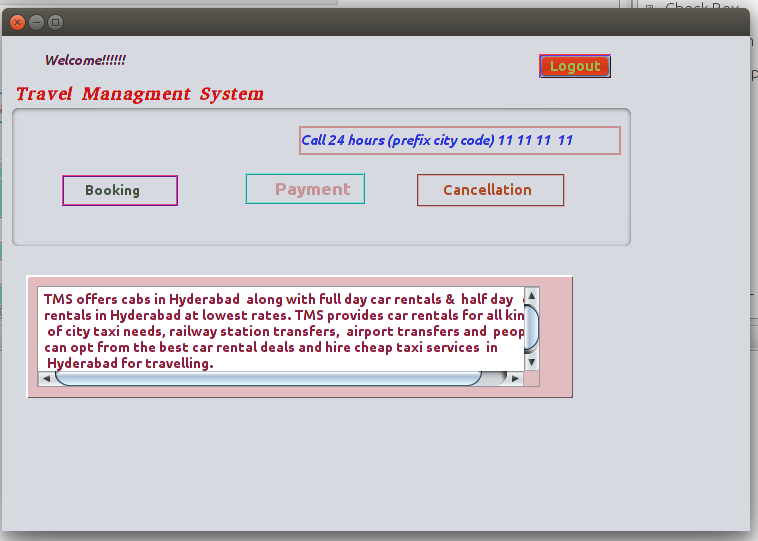 Check Box
Welcome!!!!!!
Logout
Travel Managment System
Call 24 hours (prefix city code) 11 11 11 11
Booking
Payment
Cancellation
TMS offers cabs in Hyderabad along with full day car rentals & half day
rentals in Hyderabad at lowest rates. TMS provides car rentals for all kin
of city taxi needs, railway station transfers, airport transfers and peop
can opt from the best car rental deals and hire cheap taxi services in
Hyderabad for travelling.